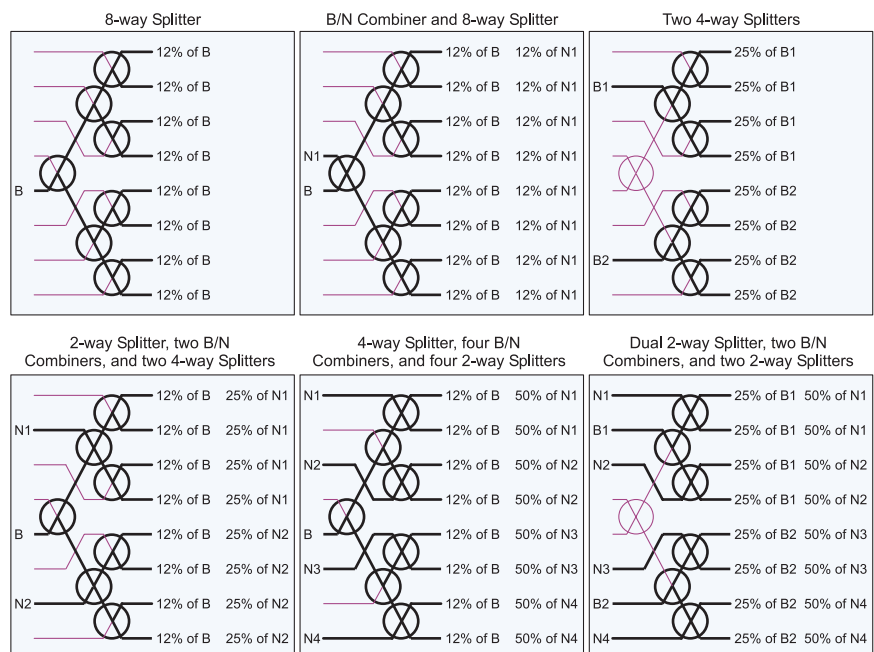 8-way Splitter
12% of B
12% of B
12% of B
12% of B
B
12% of B
12% of B
12% of B
12% of B
B/N Combiner and 8-way Splitter
12% of B 12% of N1
12% of B 12% of N1
12% of B 12% of N1
N1
12% of B 12% of N1
B
12% of B 12% of N1
12% of B 12% of N1
12% of B 12% of N1
12% of B 12% of N1
Two 4-way Splitters
25% of B1
B1
25% of B1
25% of B1
25% of B1
25% of B2
25% of B2
B2
25% of B2
25% of B2
2-way Splitter, two B/N
Combiners, and two 4-way Splitters
12% of B 25% of N1
N1
12% of B 25% of N1
12% of B 25% of N1
12% of B 25% of N1
B
12% of B 25% of N2
12% of B 25% of N2
N2
12% of B 25% of N2
12% of B 25% of N2
4-way Splitter, four B/N
Combiners, and four 2-way Splitters
N1
12% of B 50% of N1
12% of B 50% of N1
N2
12% of B 50% of N2
12% of B 50% of N2
B
12% of B 50% of N3
N3
12% of B 50% of N3
12% of B 50% of N4
N4
12% of B 50% of N4
Dual 2-way Splitter, two B/N
Combiners, and two 2-way Splitters
N1
25% of B1 50% of N1
B1
25% of B1 50% of N1
N2
25% of B1 50% of N2
25% of B1 50% of N2
25% of B2 50% of N3
N3
25% of B2 50% of N3
B2
25% of B2 50% of N4
N4
25% of B2 50% of N4